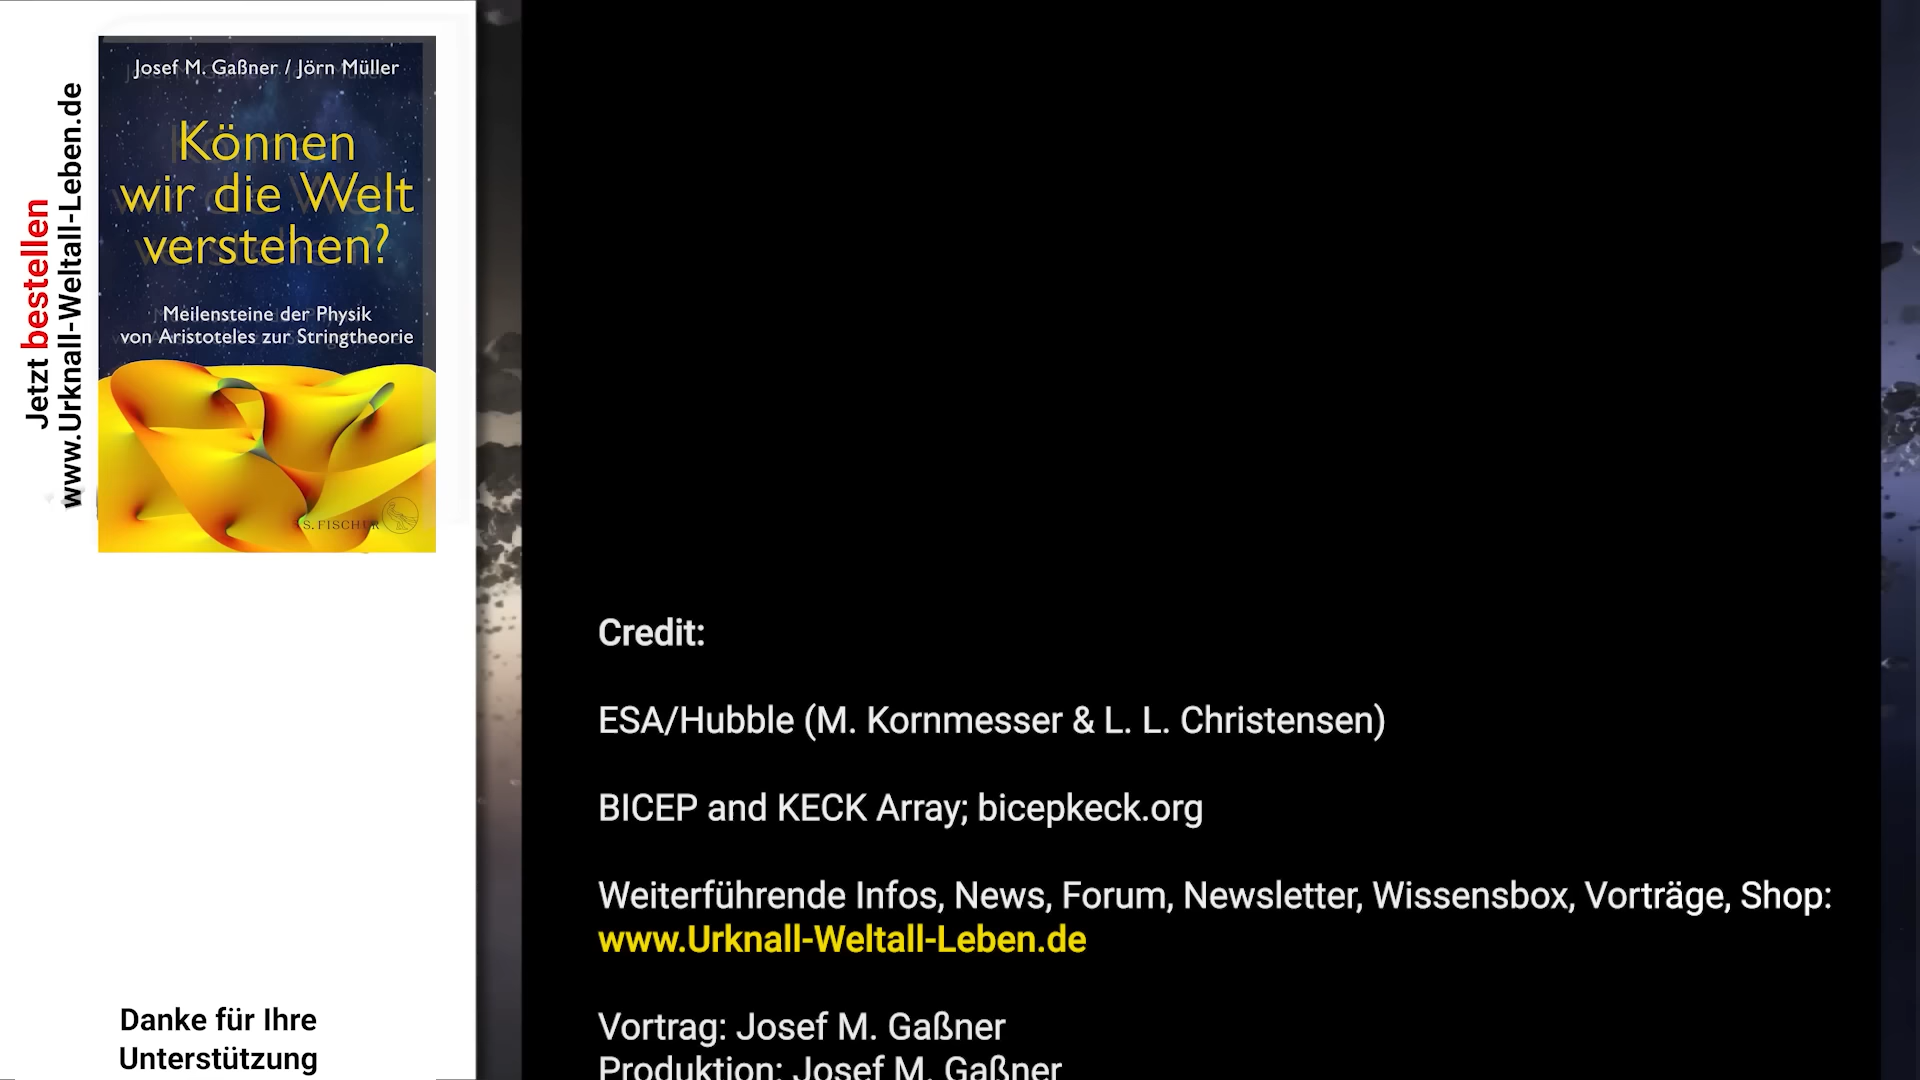 Jetzt bestellen
www.Urknall-Weltall-Leben.de
Josef M. Gaßner / Jörn Müller
Können
wir die Welt
verstehen?
Meilensteine der Physik
von Aristoteles zur Stringtheorie
S. FISCHER
Danke für Ihre
Unterstützung
Credit:
ESA/Hubble (M. Kornmesser & L. L. Christensen)
BICEP and KECK Array; bicepkeck.org
Weiterführende Infos, News, Forum, Newsletter, Wissensbox, Vorträge, Shop:
www.Urknall-Weltall-Leben.de
Vortrag: Josef M. Gaßner
Produktion: Josef M. Gaßner